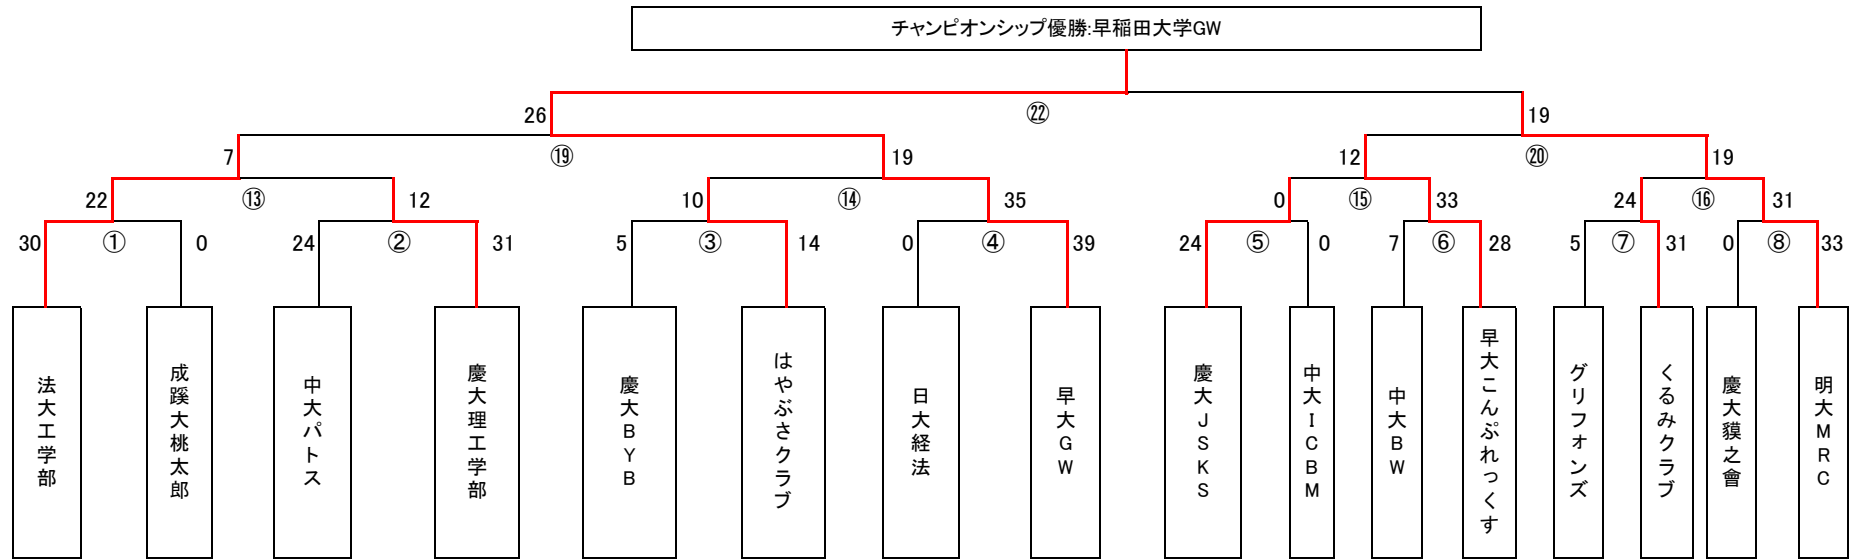 チャンピオンシップ優勝:早稲田大学GW
26 ㉒ 19
7 ⑲ 19 12 ⑳ 19
22 ⑬ 12 10 ⑭ 35 0 ⑮ 33 24 ⑯ 31
30 ① 0 24 ② 31 5 ③ 14 0 ④ 39 24 ⑤ 0 7 ⑥ 28 5 ⑦ 31 0 ⑧ 33
法大工学部
成蹊大桃太郎
中大パトス
慶大理工学部
慶大BYB
はやぶさクラブ
日大経法
早大GW
慶大JSKS
中大ICBM
中大BW
早大こんぷれっくす
グリフォンズ
くるみクラブ
慶大獏之會
明大MRC